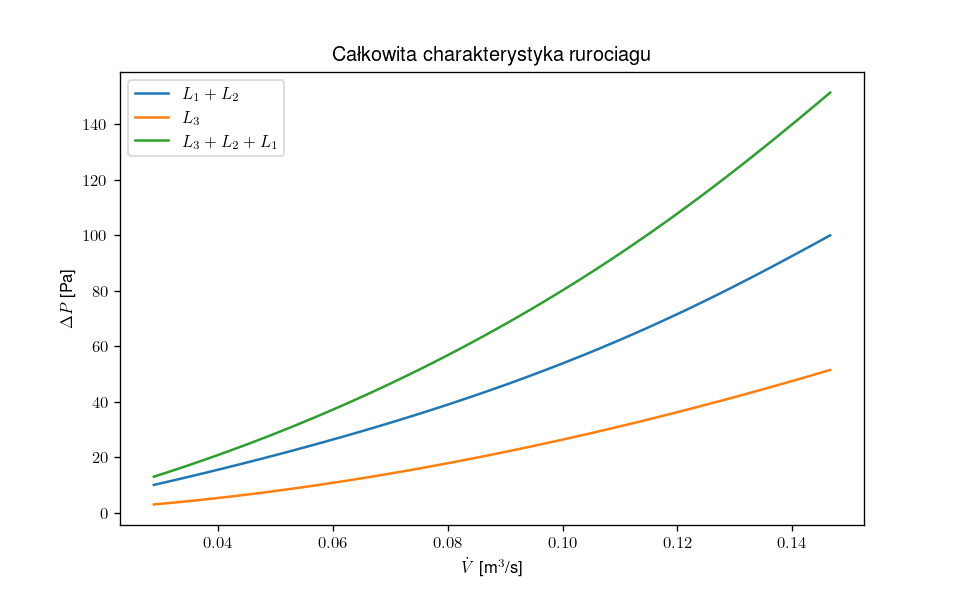 Całkowita charakterystyka rurociagu
L₁ + L₂
L₃
L₃ + L₂ + L₁
140
120
100
80
60
40
20
0
ΔP [Pa]
0.04 0.06 0.08 0.10 0.12 0.14
V̇ [m³/s]